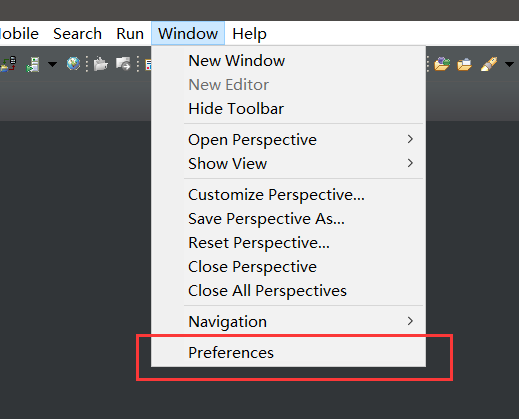 obile Search Run Window Help
New Window
New Editor
Hide Toolbar
Open Perspective
Show View
Customize Perspective...
Save Perspective As...
Reset Perspective...
Close Perspective
Close All Perspectives
Navigation
Preferences